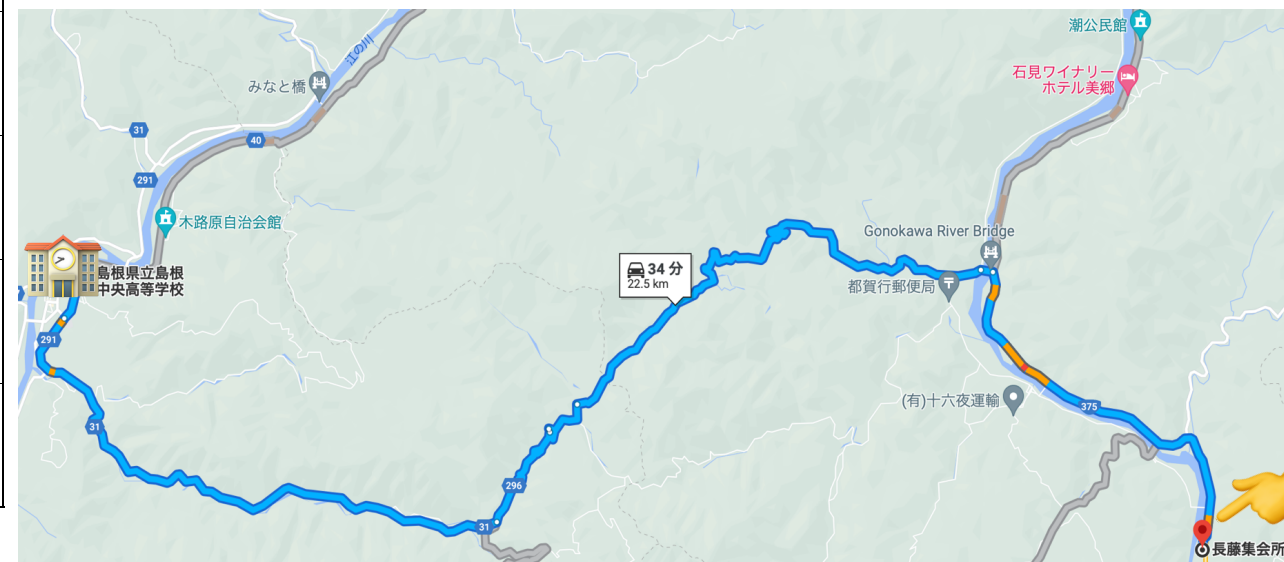 潮公民館
江の川
石見ワイナリー
ホテル美郷
みなと橋
31
40
291
木路原自治会館
Gonokawa River Bridge
34 分
22.5 km
島根県立島根
中央高等学校
都賀行郵便局
291
(有)十六夜運輸
375
31
296
31
長藤集会所